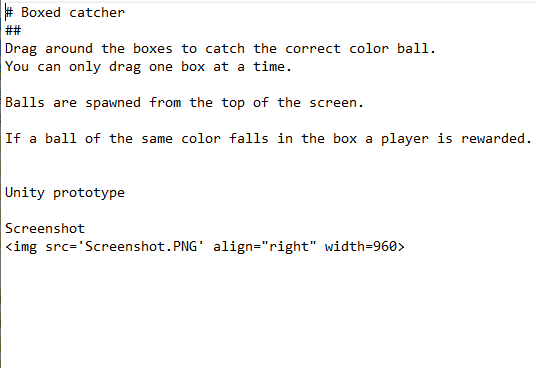 # Boxed catcher
##
Drag around the boxes to catch the correct color ball.
You can only drag one box at a time.
Balls are spawned from the top of the screen.
If a ball of the same color falls in the box a player is rewarded.
Unity prototype
Screenshot
<img src='Screenshot.PNG' align="right" width=960>